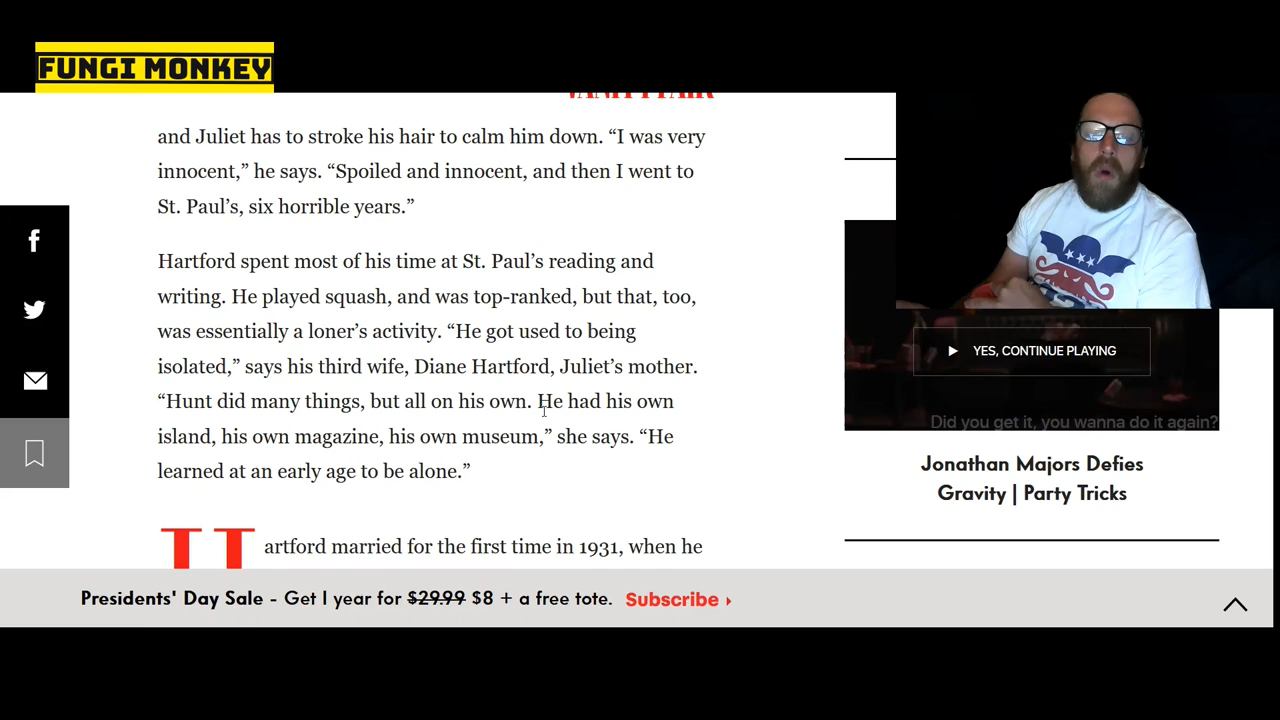 FUNGI MONKEY
VANITY FAIR
and Juliet has to stroke his hair to calm him down. “I was very
innocent,” he says. “Spoiled and innocent, and then I went to
St. Paul’s, six horrible years.”
Hartford spent most of his time at St. Paul’s reading and
writing. He played squash, and was top-ranked, but that, too,
was essentially a loner’s activity. “He got used to being
isolated,” says his third wife, Diane Hartford, Juliet’s mother.
“Hunt did many things, but all on his own. He had his own
island, his own magazine, his own museum,” she says. “He
learned at an early age to be alone.”
Hartford married for the first time in 1931, when he
YES, CONTINUE PLAYING
Did you get it, you wanna do it again?
Jonathan Majors Defies
Gravity | Party Tricks
Presidents' Day Sale - Get 1 year for $29.99 $8 + a free tote. Subscribe